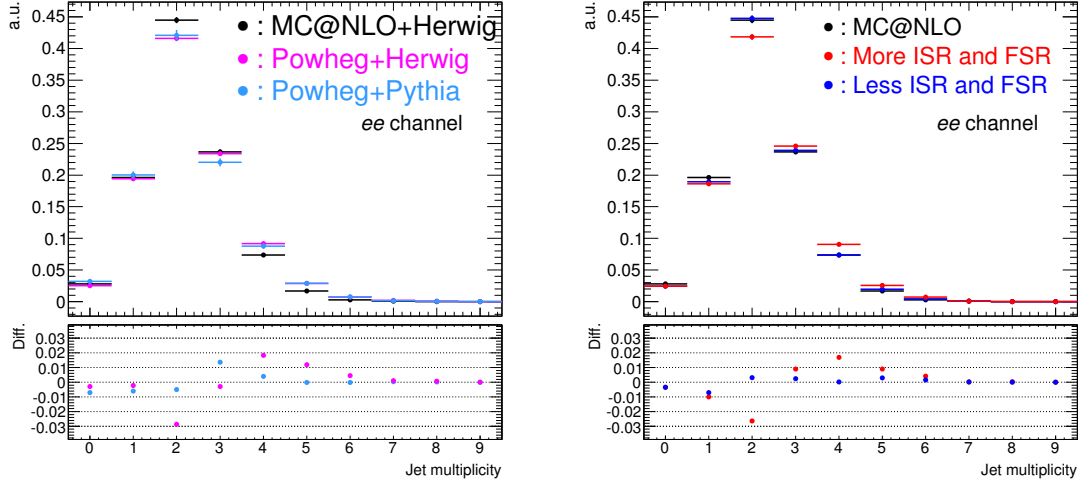 a.u.
0.45
0.4
0.35
0.3
0.25
0.2
0.15
0.1
0.05
0
: MC@NLO+Herwig
: Powheg+Herwig
: Powheg+Pythia
ee channel
Diff.
0.03
0.02
0.01
0
-0.01
-0.02
-0.03
0 1 2 3 4 5 6 7 8 9
Jet multiplicity
a.u.
0.45
0.4
0.35
0.3
0.25
0.2
0.15
0.1
0.05
0
: MC@NLO
: More ISR and FSR
: Less ISR and FSR
ee channel
Diff.
0.03
0.02
0.01
0
-0.01
-0.02
-0.03
0 1 2 3 4 5 6 7 8 9
Jet multiplicity